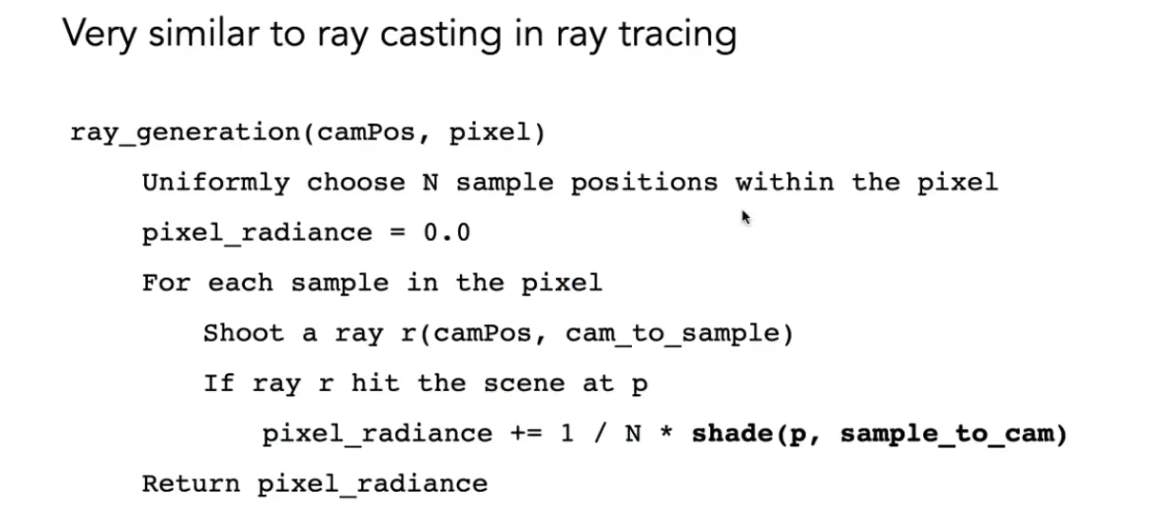 Very similar to ray casting in ray tracing
ray_generation(camPos, pixel)
Uniformly choose N sample positions within the pixel
pixel_radiance = 0.0
For each sample in the pixel
Shoot a ray r(camPos, cam_to_sample)
If ray r hit the scene at p
pixel_radiance += 1 / N * shade(p, sample_to_cam)
Return pixel_radiance